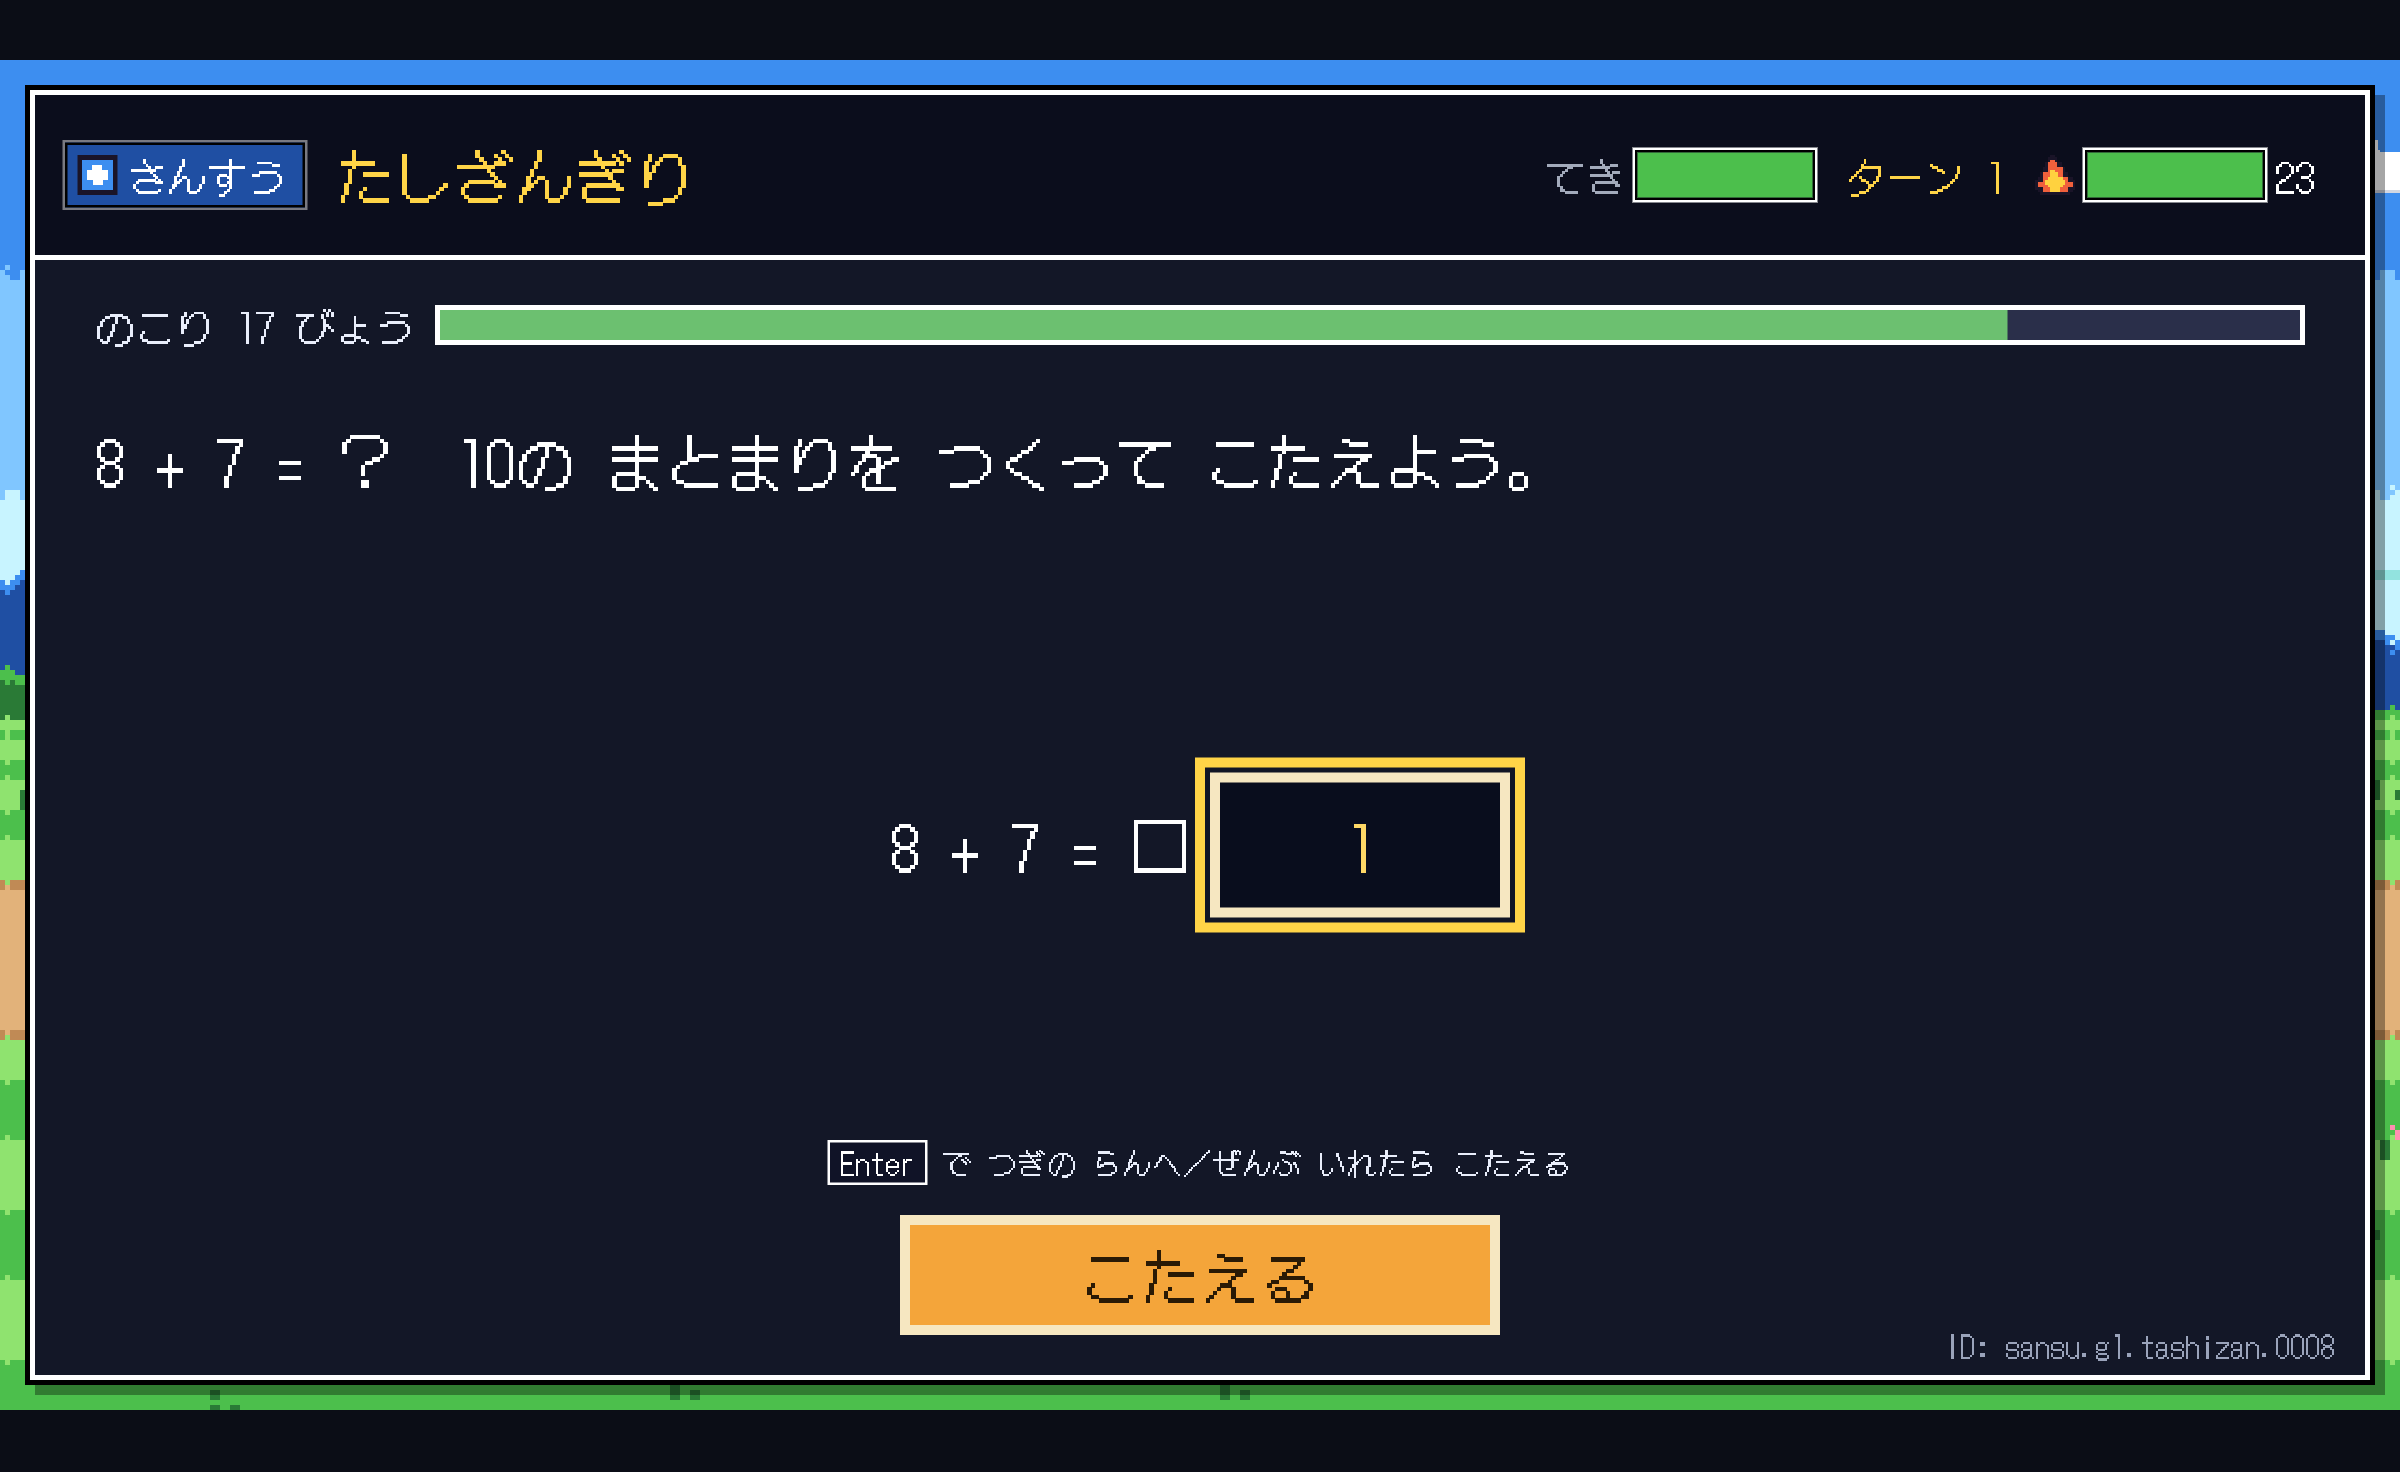 さんすう たしざんぎり てき ターン 1 23
のこり 17 びょう
8 + 7 = ? 10の まとまりを つくって こたえよう。
8 + 7 = □ 1
Enter で つぎの らんへ／ぜんぶ いれたら こたえる
こたえる
ID: sansu.g1.tashizan.0008